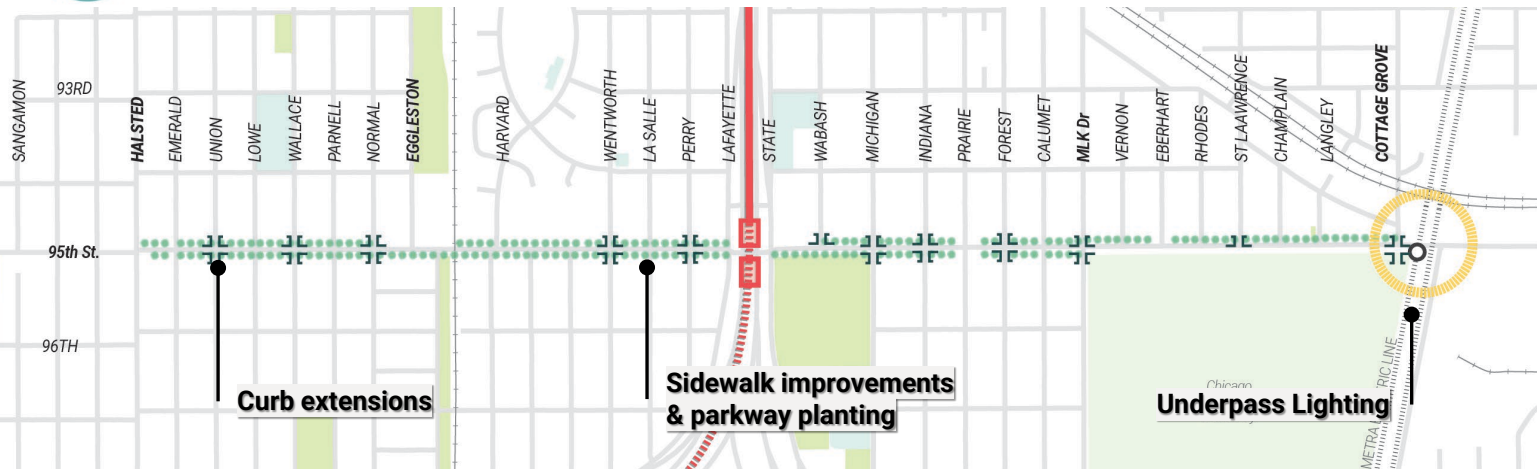 93RD
SANGAMON
HALSTED
EMERALD
UNION
LOWE
WALLACE
PARNELL
NORMAL
EGGLESTON
HARVARD
WENTWORTH
LA SALLE
PERRY
LAFAYETTE
STATE
WABASH
MICHIGAN
INDIANA
PRAIRIE
FOREST
CALUMET
MLK Dr
VERNON
EBERHART
RHODES
ST LAAWRENCE
CHAMPLAIN
LANGLEY
COTTAGE GROVE
95th St.
96TH
Curb extensions
Sidewalk improvements
& parkway planting
Chicago
Underpass Lighting
METRA
RIC LINE